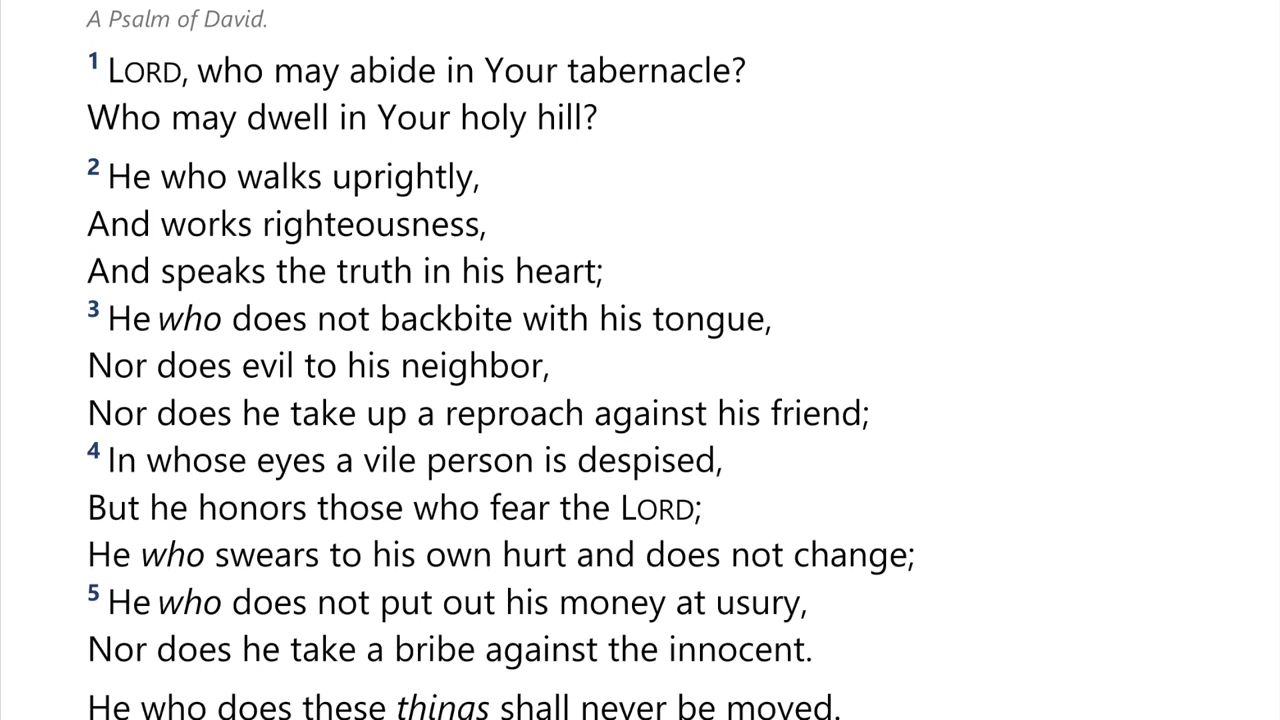 A Psalm of David.
1 LORD, who may abide in Your tabernacle?
Who may dwell in Your holy hill?
2 He who walks uprightly,
And works righteousness,
And speaks the truth in his heart;
3 He who does not backbite with his tongue,
Nor does evil to his neighbor,
Nor does he take up a reproach against his friend;
4 In whose eyes a vile person is despised,
But he honors those who fear the LORD;
He who swears to his own hurt and does not change;
5 He who does not put out his money at usury,
Nor does he take a bribe against the innocent.
He who does these things shall never be moved.